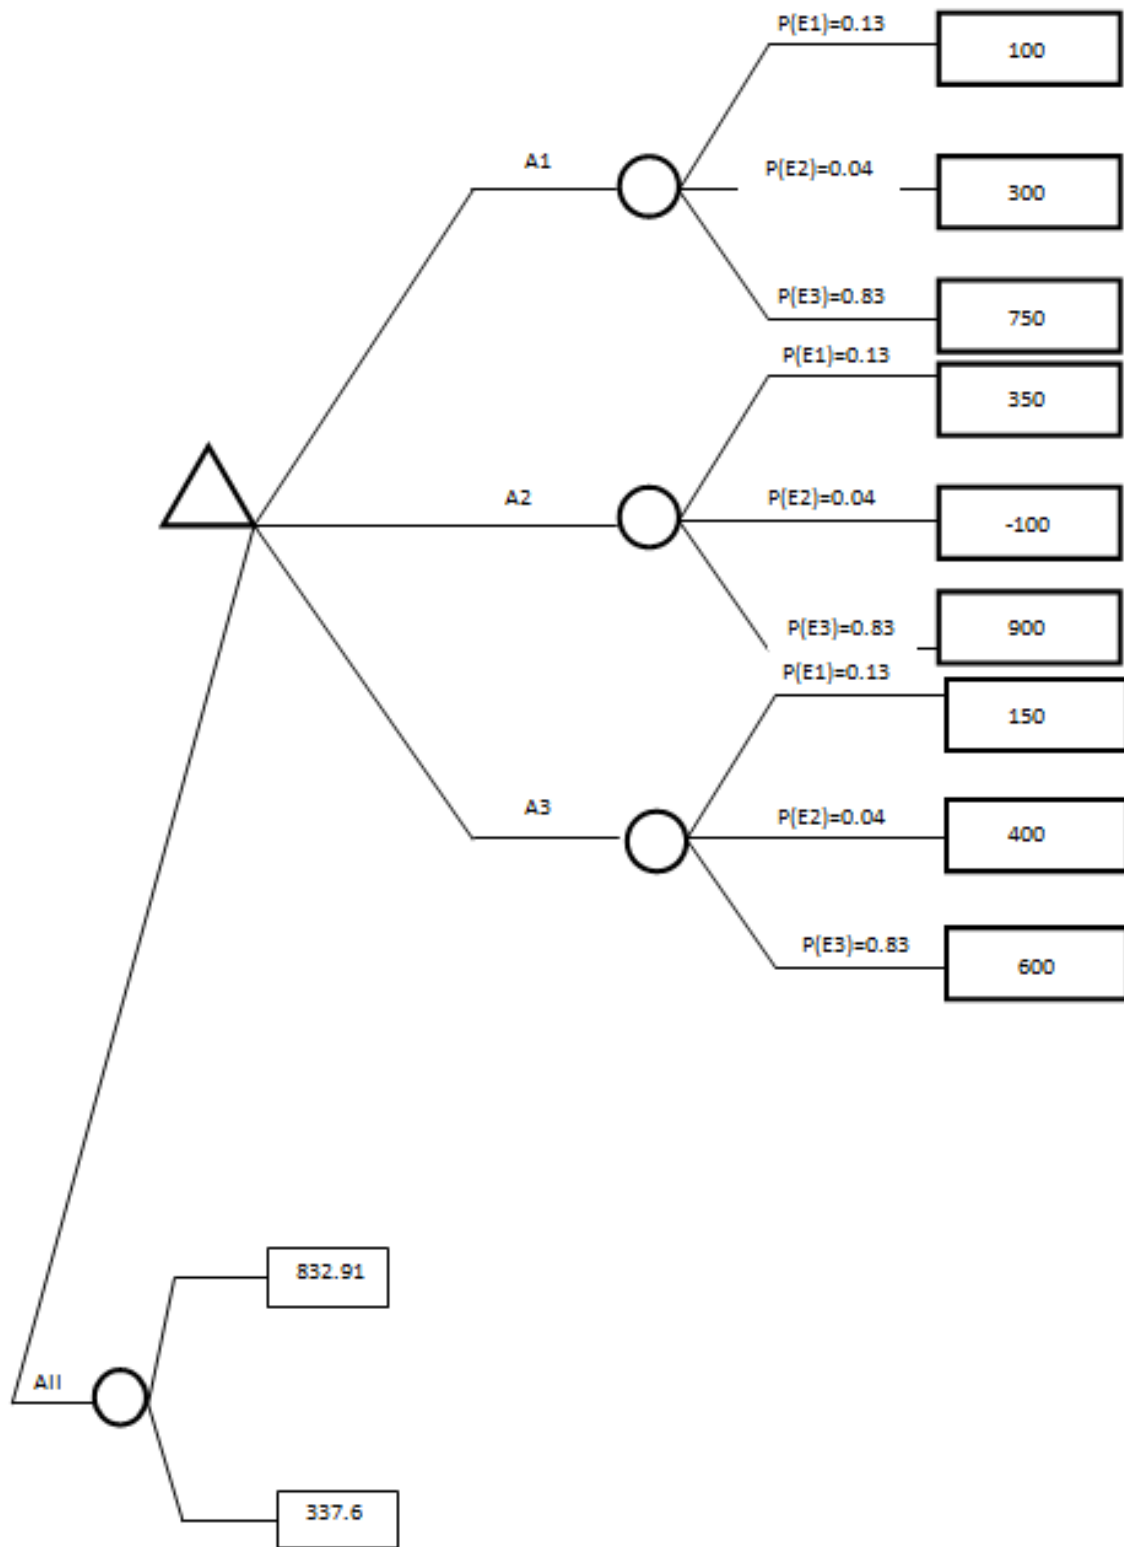 P(E1)=0.13
100
A1
P(E2)=0.04
300
P(E3)=0.83
750
P(E1)=0.13
350
A2
P(E2)=0.04
-100
P(E3)=0.83
900
P(E1)=0.13
150
A3
P(E2)=0.04
400
P(E3)=0.83
600
832.91
AII
337.6